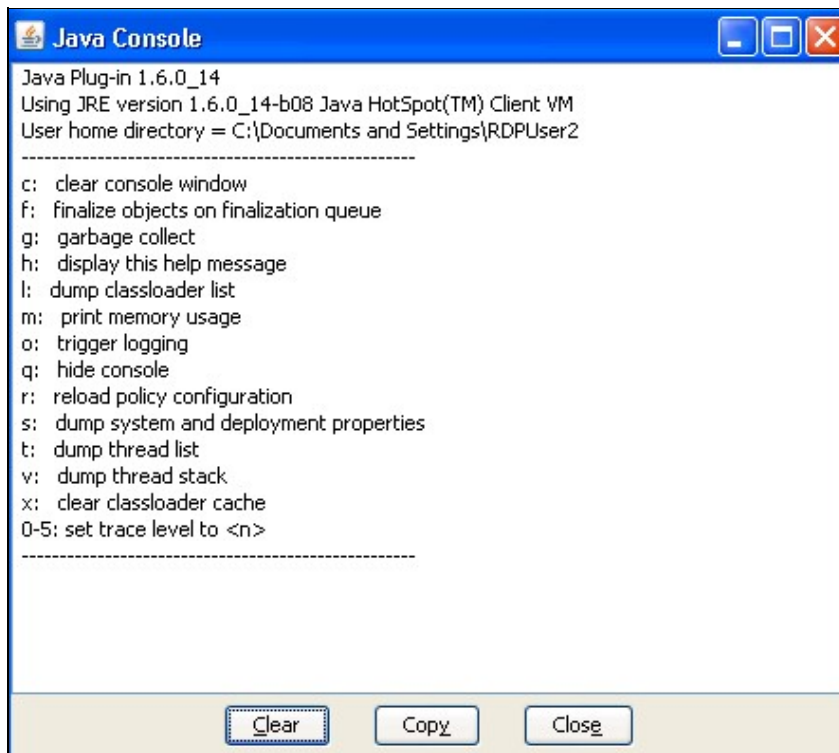 Java Console
Java Plug-in 1.6.0_14
Using JRE version 1.6.0_14-b08 Java HotSpot(TM) Client VM
User home directory = C:\Documents and Settings\RDPUser2
----------------------------------------------------
c:   clear console window
f:   finalize objects on finalization queue
g:   garbage collect
h:   display this help message
l:   dump classloader list
m:   print memory usage
o:   trigger logging
q:   hide console
r:   reload policy configuration
s:   dump system and deployment properties
t:   dump thread list
v:   dump thread stack
x:   clear classloader cache
0-5: set trace level to <n>
----------------------------------------------------
Clear Copy Close